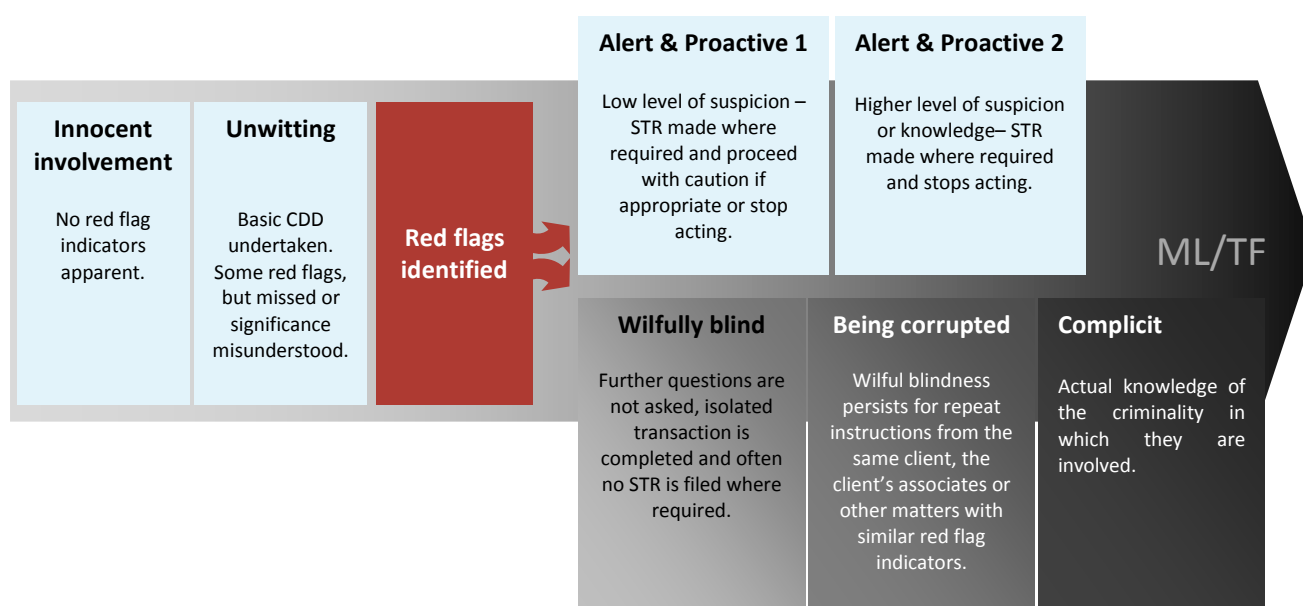 Innocent
involvement
No red flag
indicators
apparent.
Unwitting
Basic CDD
undertaken.
Some red flags,
but missed or
significance
misunderstood.
Red flags
identified
Alert & Proactive 1
Low level of suspicion –
STR made where
required and proceed
with caution if
appropriate or stop
acting.
Alert & Proactive 2
Higher level of suspicion
or knowledge– STR
made where required
and stops acting.
Wilfully blind
Further questions are
not asked, isolated
transaction is
completed and often
no STR is filed where
required.
Being corrupted
Wilful blindness
persists for repeat
instructions from the
same client, the
client’s associates or
other matters with
similar red flag
indicators.
Complicit
Actual knowledge of
the criminality in
which they are
involved.
ML/TF